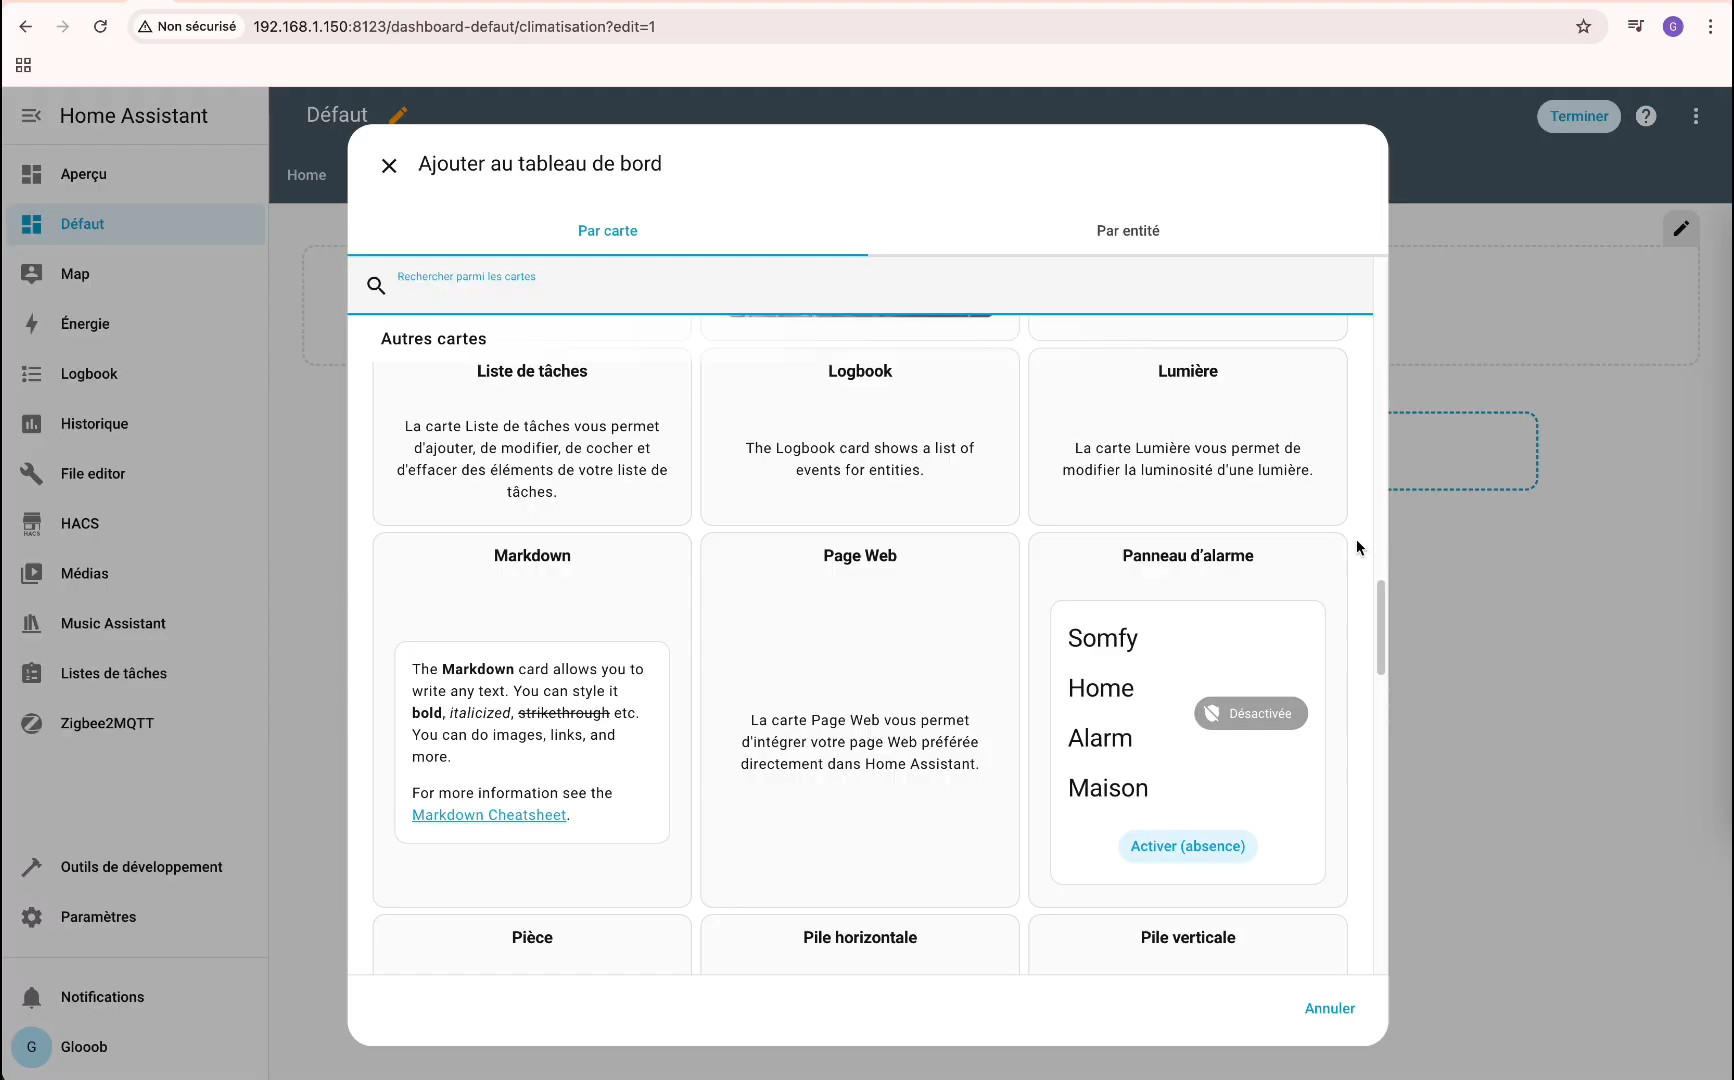 Non sécurisé
192.168.1.150:8123/dashboard-defaut/climatisation?edit=1
G
Home Assistant
Défaut
Terminer
Aperçu
Home
Défaut
Map
Énergie
Logbook
Historique
File editor
HACS
HACS
Médias
Music Assistant
Listes de tâches
Zigbee2MQTT
Outils de développement
Paramètres
Notifications
G
Glooob
Ajouter au tableau de bord
Par carte
Par entité
Rechercher parmi les cartes
Autres cartes
Liste de tâches
La carte Liste de tâches vous permet
d'ajouter, de modifier, de cocher et
d'effacer des éléments de votre liste de
tâches.
Logbook
The Logbook card shows a list of
events for entities.
Lumière
La carte Lumière vous permet de
modifier la luminosité d'une lumière.
Markdown
The Markdown card allows you to
write any text. You can style it
bold, italicized, strikethrough etc.
You can do images, links, and
more.
For more information see the
Markdown Cheatsheet.
Page Web
La carte Page Web vous permet
d'intégrer votre page Web préférée
directement dans Home Assistant.
Panneau d’alarme
Somfy
Home
Alarm
Maison
Désactivée
Activer (absence)
Pièce
Pile horizontale
Pile verticale
Annuler